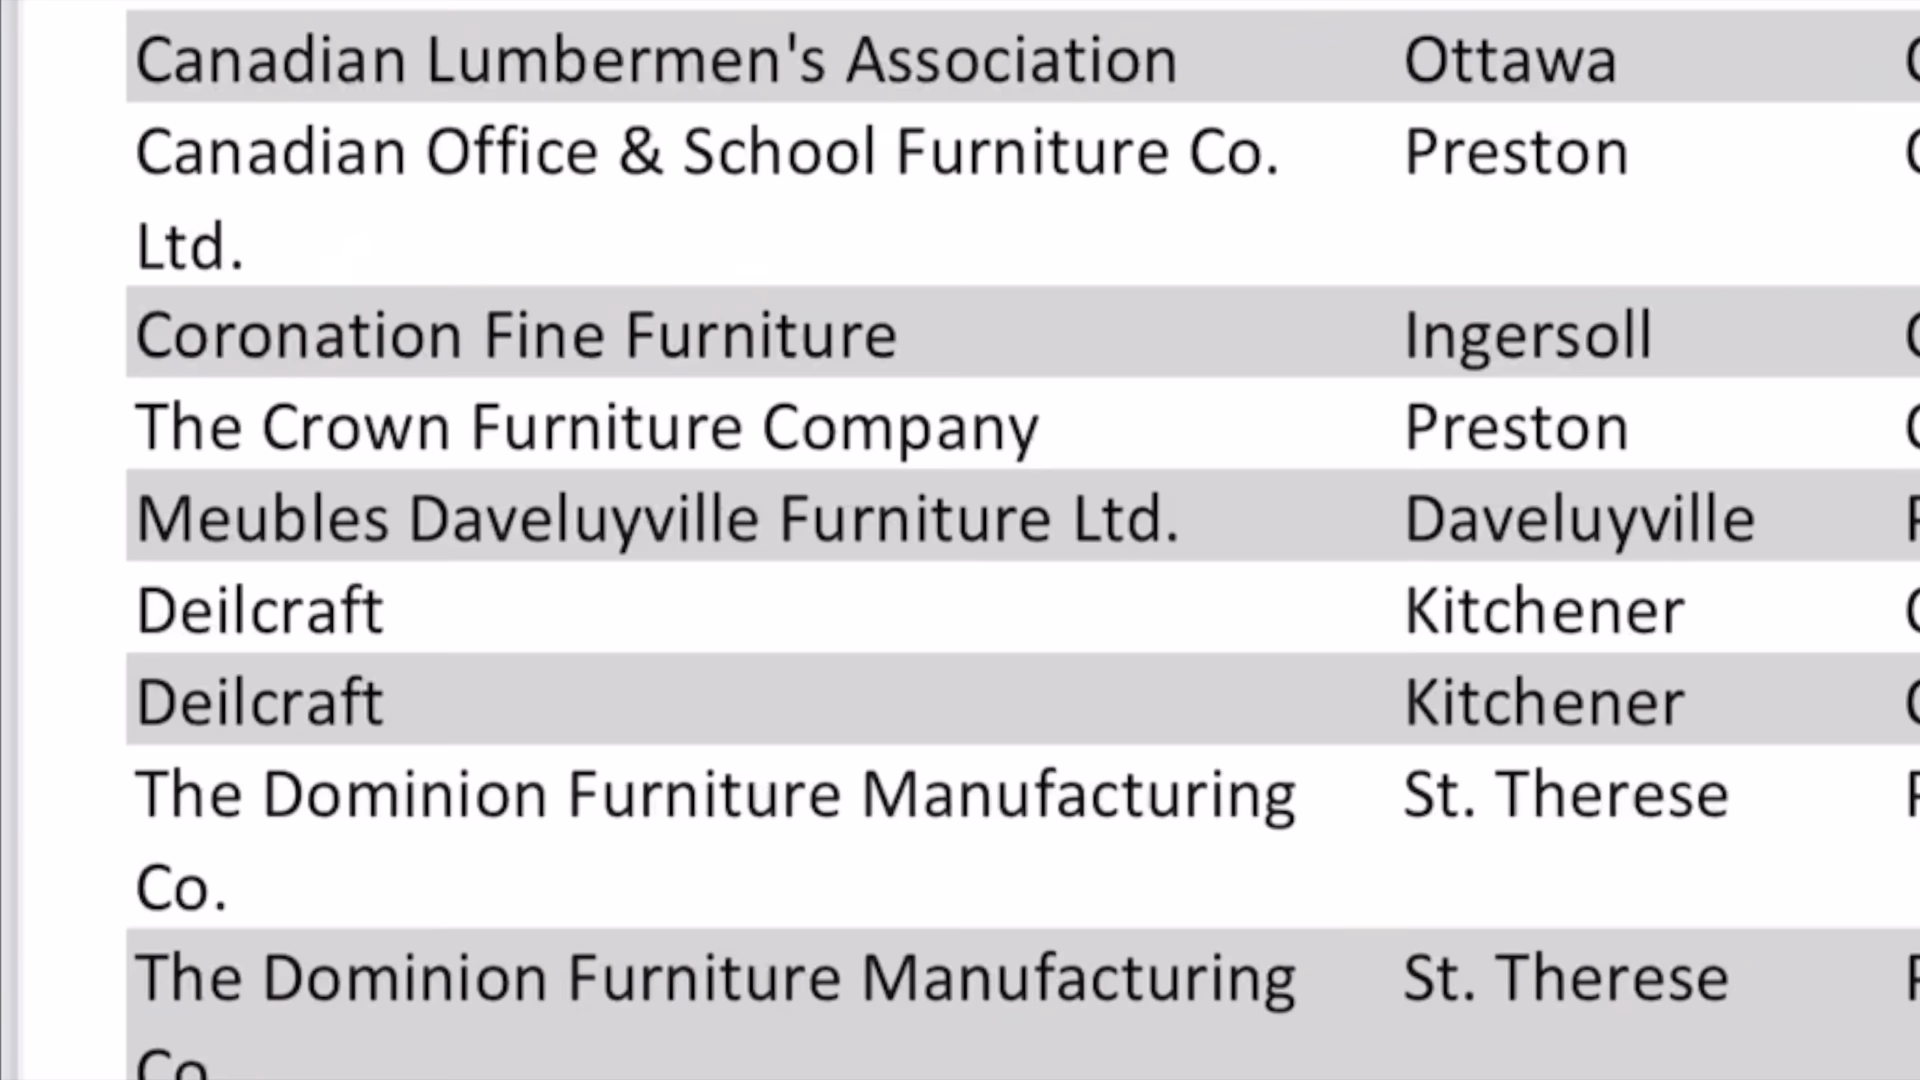 Canadian Lumbermen's Association Ottawa
Canadian Office & School Furniture Co. Preston
Ltd.
Coronation Fine Furniture Ingersoll
The Crown Furniture Company Preston
Meubles Daveluyville Furniture Ltd. Daveluyville
Deilcraft Kitchener
Deilcraft Kitchener
The Dominion Furniture Manufacturing St. Therese
Co.
The Dominion Furniture Manufacturing St. Therese
Co